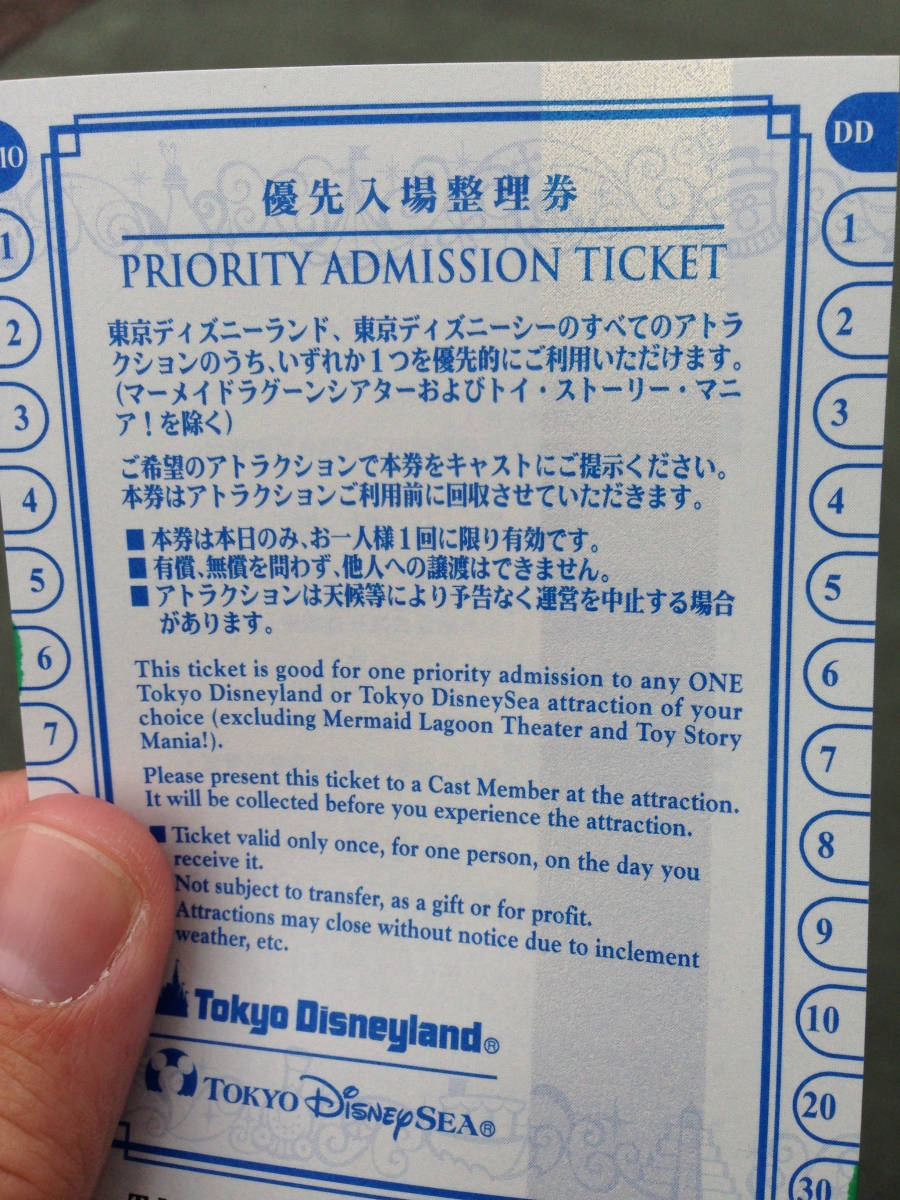 優先入場整理券
PRIORITY ADMISSION TICKET
東京ディズニーランド、東京ディズニーシーのすべてのアトラ
クションのうち、いずれか1つを優先的にご利用いただけます。
(マーメイドラグーンシアターおよびトイ・ストーリー・マニ
ア!を除く)
ご希望のアトラクションで本券をキャストにご提示ください。
本券はアトラクションご利用前に回収させていただきます。
■ 本券は本日のみ、お一人様1回に限り有効です。
■ 有償、無償を問わず、他人への譲渡はできません。
■ アトラクションは天候等により予告なく運営を中止する場合
があります。
This ticket is good for one priority admission to any ONE
Tokyo Disneyland or Tokyo DisneySea attraction of your
choice (excluding Mermaid Lagoon Theater and Toy Story
Mania!).
Please present this ticket to a Cast Member at the attraction.
It will be collected before you experience the attraction.
■ Ticket valid only once, for one person, on the day you
receive it.
Not subject to transfer, as a gift or for profit.
Attractions may close without notice due to inclement
weather, etc.
Tokyo Disneyland®
TOKYO DISNEY SEA®
1
2
3
4
5
6
7
DD
1
2
3
4
5
6
7
8
9
10
20
30